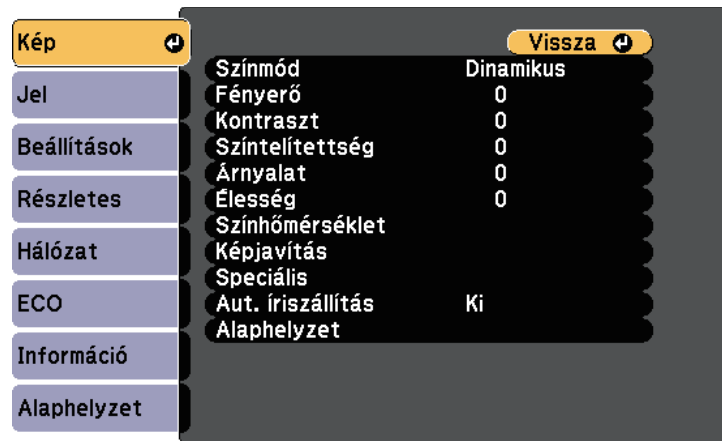 Kép
Jel
Beállítások
Részletes
Hálózat
ECO
Információ
Alaphelyzet
Vissza
Színmód Dinamikus
Fényerő 0
Kontraszt 0
Színtelítettség 0
Árnyalat 0
Élesség 0
Színhőmérséklet
Képjavítás
Speciális
Aut. íriszállítás Ki
Alaphelyzet